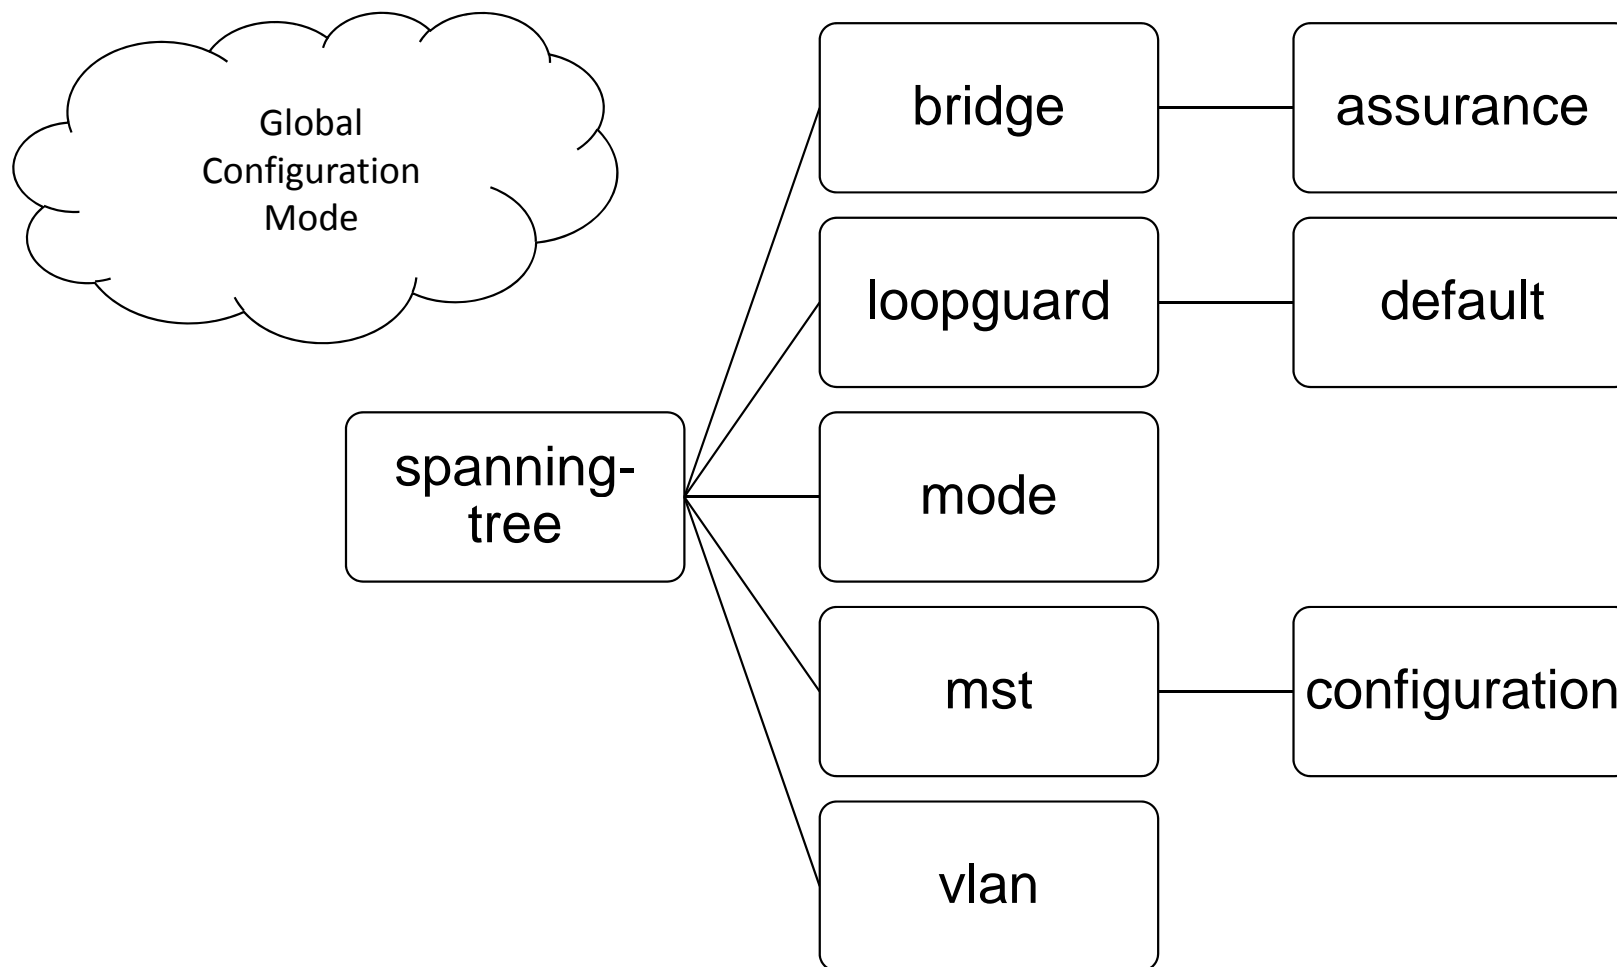 Global
Configuration
Mode
bridge
assurance
loopguard
default
spanning-
tree
mode
mst
configuration
vlan